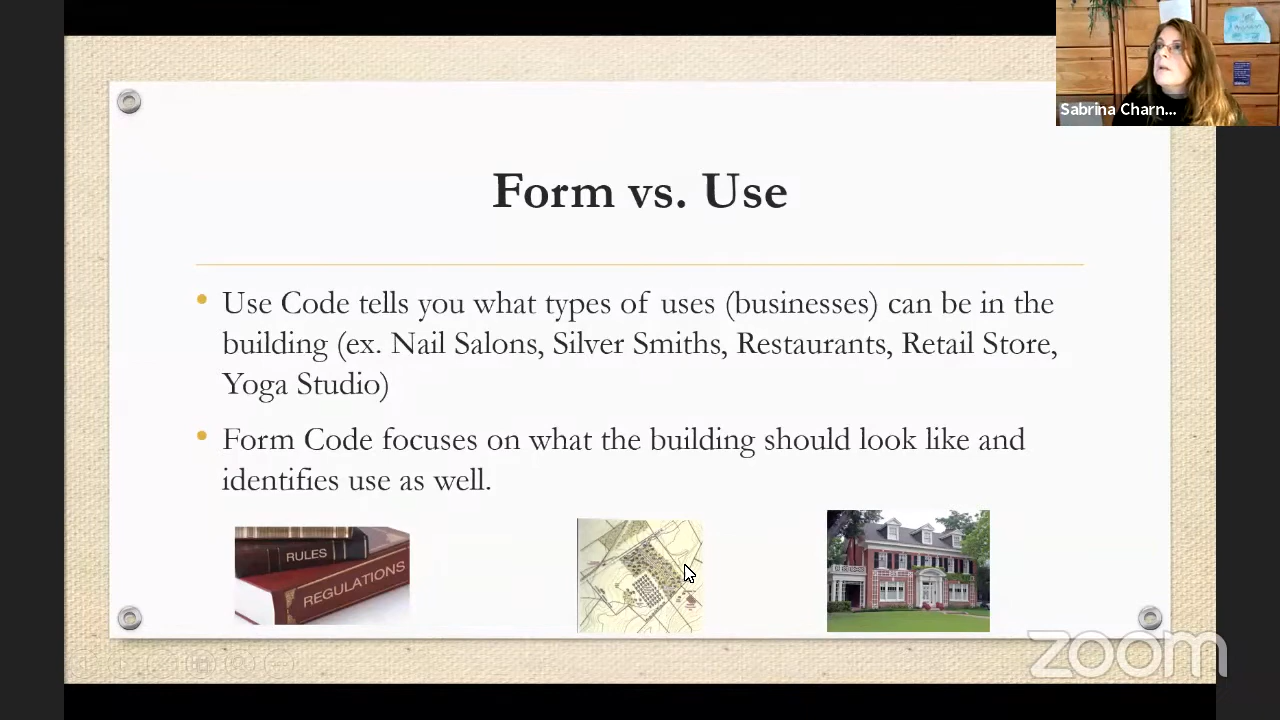 Sabrina Charn...
Form vs. Use
Use Code tells you what types of uses (businesses) can be in the
building (ex. Nail Salons, Silver Smiths, Restaurants, Retail Store,
Yoga Studio)
Form Code focuses on what the building should look like and
identifies use as well.
RULES
REGULATIONS
zoom